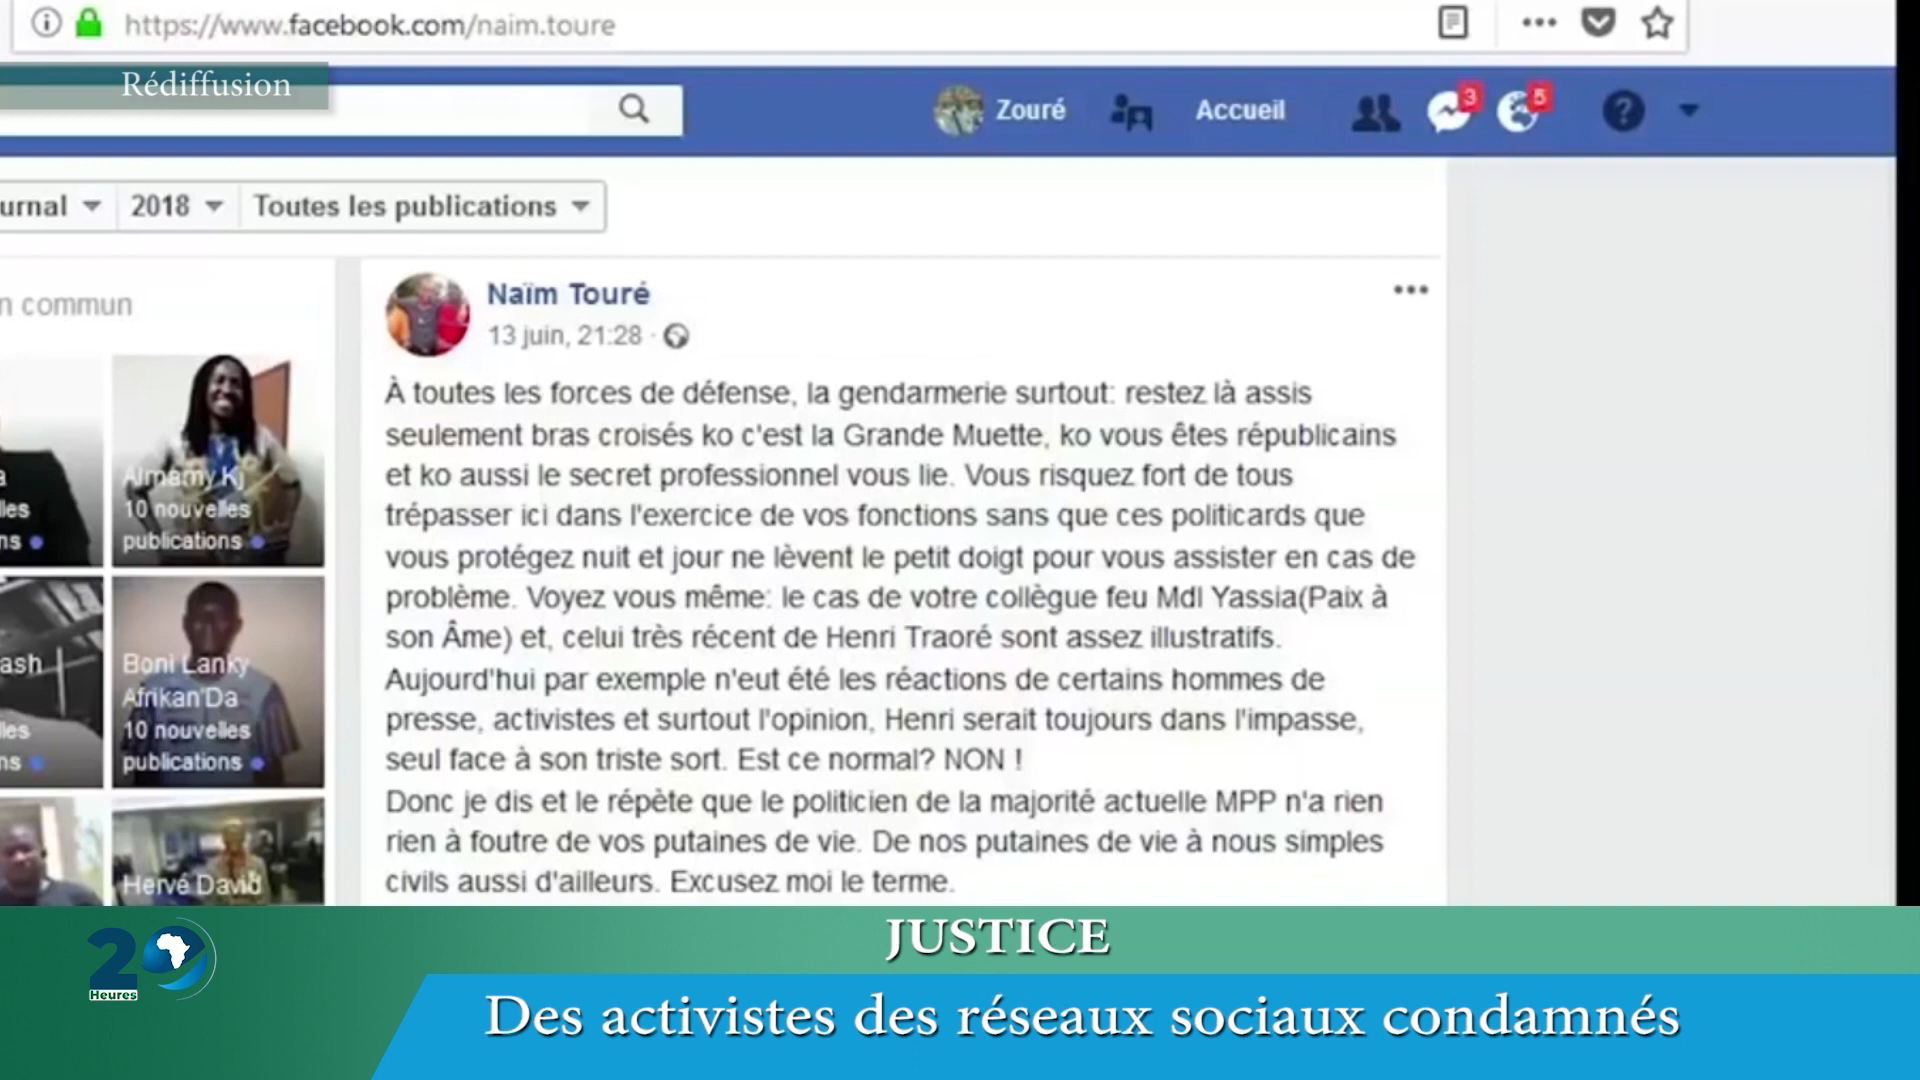 https://www.facebook.com/naim.toure
Rédiffusion
Zouré
Accueil
3
5
urnal
2018
Toutes les publications
n commun
Naïm Touré
13 juin, 21:28
À toutes les forces de défense, la gendarmerie surtout: restez là assis
seulement bras croisés ko c'est la Grande Muette, ko vous êtes républicains
et ko aussi le secret professionnel vous lie. Vous risquez fort de tous
trépasser ici dans l'exercice de vos fonctions sans que ces politicards que
vous protégez nuit et jour ne lèvent le petit doigt pour vous assister en cas de
problème. Voyez vous même: le cas de votre collègue feu Mdl Yassia(Paix à
son Âme) et, celui très récent de Henri Traoré sont assez illustratifs.
Aujourd'hui par exemple n'eut été les réactions de certains hommes de
presse, activistes et surtout l'opinion, Henri serait toujours dans l'impasse,
seul face à son triste sort. Est ce normal? NON !
Donc je dis et le répète que le politicien de la majorité actuelle MPP n'a rien
rien à foutre de vos putaines de vie. De nos putaines de vie à nous simples
civils aussi d'ailleurs. Excusez moi le terme.
a
les
ns
Almamy Kj
10 nouvelles
publications
ash
les
ns
Boni Lanky
Afrikan'Da
10 nouvelles
publications
Hervé David
20
Heures
JUSTICE
Des activistes des réseaux sociaux condamnés